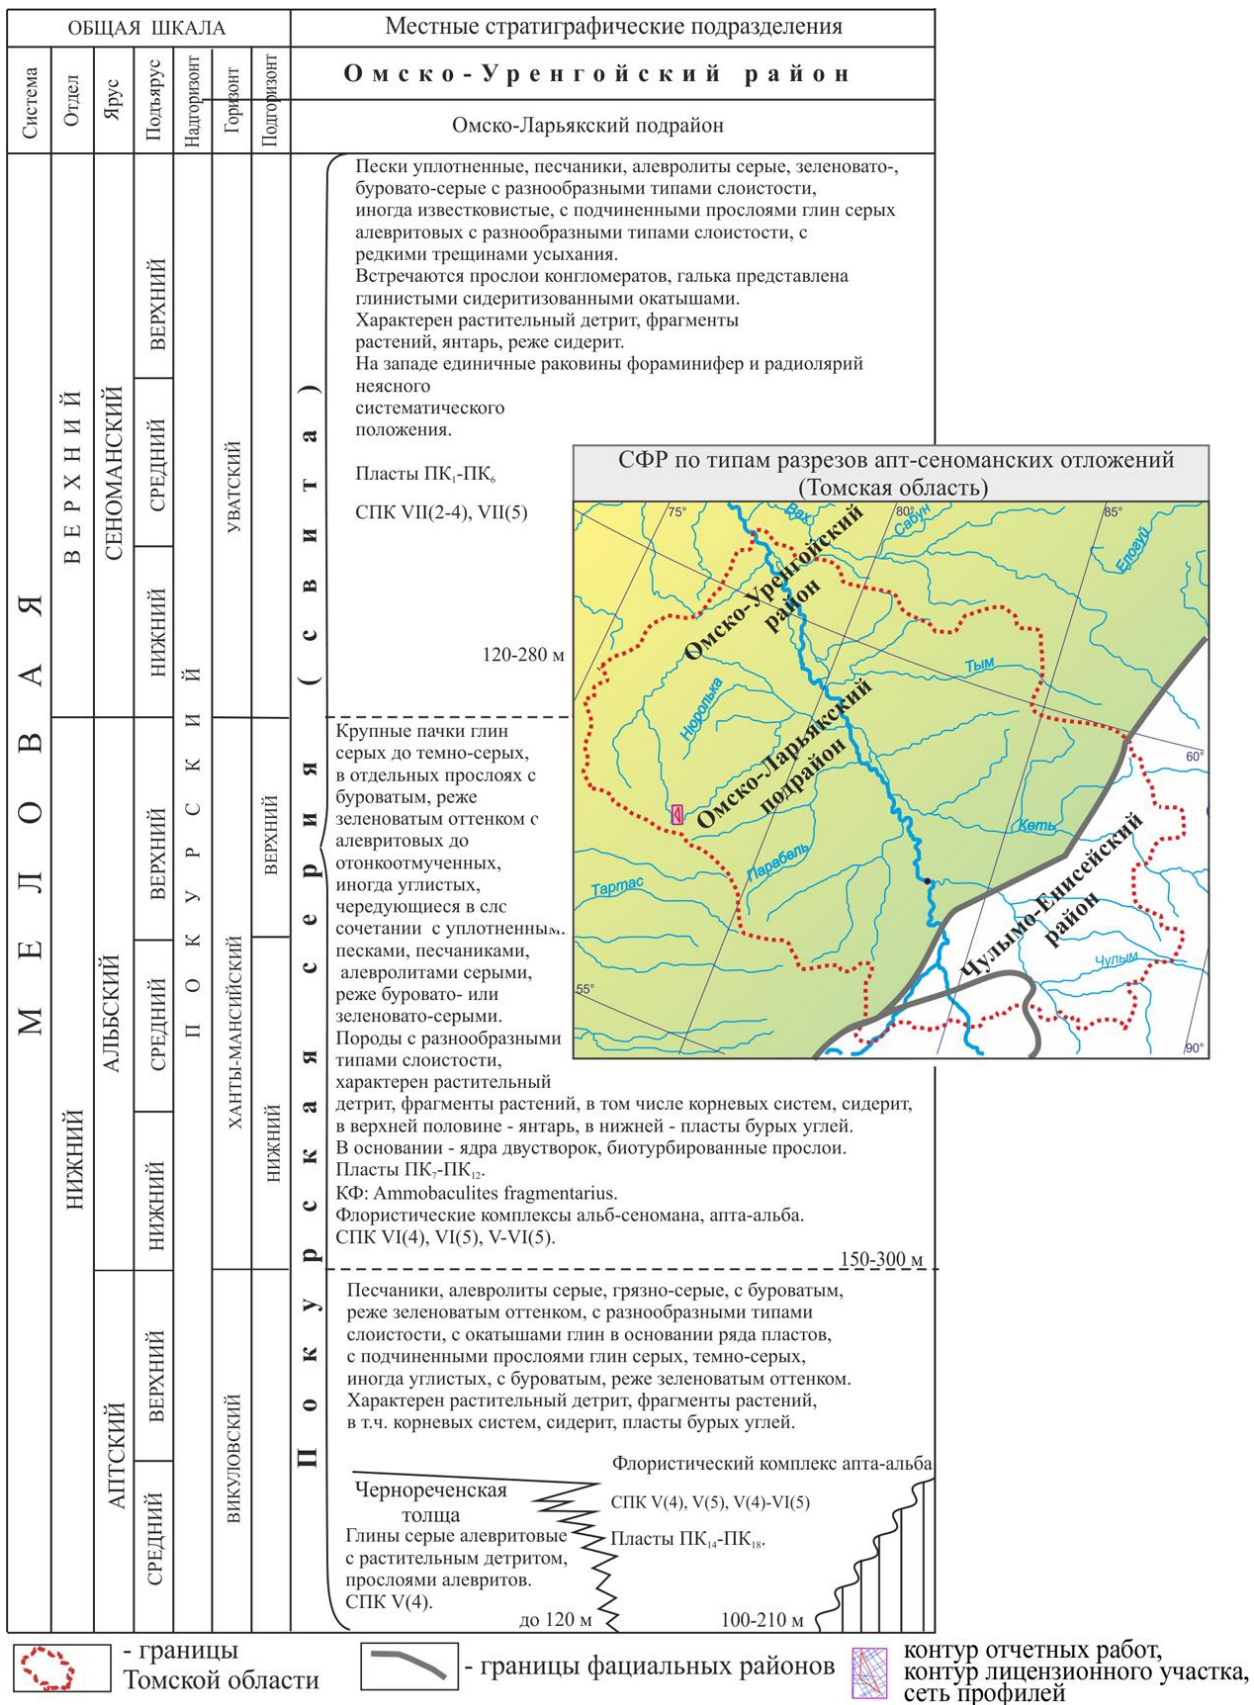 ОБЩАЯ ШКАЛА
Местные стратиграфические подразделения
Система
Отдел
Ярус
Подъярус
Надгоризонт
Горизонт
Подгоризонт
Омско-Уренгойский район
Омско-Ларьякский подрайон
МЕЛОВАЯ
ВЕРХНИЙ
НИЖНИЙ
СЕНОМАНСКИЙ
АЛЬБСКИЙ
АПТСКИЙ
ВЕРХНИЙ
СРЕДНИЙ
НИЖНИЙ
ВЕРХНИЙ
СРЕДНИЙ
НИЖНИЙ
ВЕРХНИЙ
СРЕДНИЙ
ПОКУРСКИЙ
УВАТСКИЙ
ХАНТЫ-МАНСИЙСКИЙ
ВИКУЛОВСКИЙ
ВЕРХНИЙ
НИЖНИЙ
Покурская серия (свита)
Пески уплотненные, песчаники, алевролиты серые, зеленовато-,
буровато-серые с разнообразными типами слоистости,
иногда известковистые, с подчиненными прослоями глин серых
алевритовых с разнообразными типами слоистости, с
редкими трещинами усыхания.
Встречаются прослои конгломератов, галька представлена
глинистыми сидеритизованными окатышами.
Характерен растительный детрит, фрагменты
растений, янтарь, реже сидерит.
На западе единичные раковины фораминифер и радиолярий
неясного
систематического
положения.
Пласты ПК₁-ПК₆
СПК VII(2-4), VII(5)
120-280 м
Крупные пачки глин
серых до темно-серых,
в отдельных прослоях с
буроватым, реже
зеленоватым оттенком с
алевритовых до
отонкоотмученных,
иногда углистых,
чередующиеся в слс
сочетании с уплотненным.
песками, песчаниками,
алевролитами серыми,
реже буровато- или
зеленовато-серыми.
Породы с разнообразными
типами слоистости,
характерен растительный
детрит, фрагменты растений, в том числе корневых систем, сидерит,
в верхней половине - янтарь, в нижней - пласты бурых углей.
В основании - ядра двустворок, биотурбированные прослои.
Пласты ПК₇-ПК₁₂.
КФ: Ammobaculites fragmentarius.
Флористические комплексы альб-сеномана, апта-альба.
СПК VI(4), VI(5), V-VI(5).
150-300 м
Песчаники, алевролиты серые, грязно-серые, с буроватым,
реже зеленоватым оттенком, с разнообразными типами
слоистости, с окатышами глин в основании ряда пластов,
с подчиненными прослоями глин серых, темно-серых,
иногда углистых, с буроватым, реже зеленоватым оттенком.
Характерен растительный детрит, фрагменты растений,
в т.ч. корневых систем, сидерит, пласты бурых углей.
Флористический комплекс апта-альба
СПК V(4), V(5), V(4)-VI(5)
Пласты ПК₁₄-ПК₁₈.
100-210 м
Чернореченская
толща
Глины серые алевритовые
с растительным детритом,
прослоями алевритов.
СПК V(4).
до 120 м
СФР по типам разрезов апт-сеноманских отложений
(Томская область)
75°
Вах
80°
Сабун
85°
Елогуй
Омско-Уренгойский
район
Тым
Нюролька
Омско-Ларьякский
подрайон
60°
Кеть
Парабель
Тартас
Чулымо-Енисейский
район
Чулым
55°
90°
- границы
Томской области
- границы фациальных районов
контур отчетных работ,
контур лицензионного участка,
сеть профилей